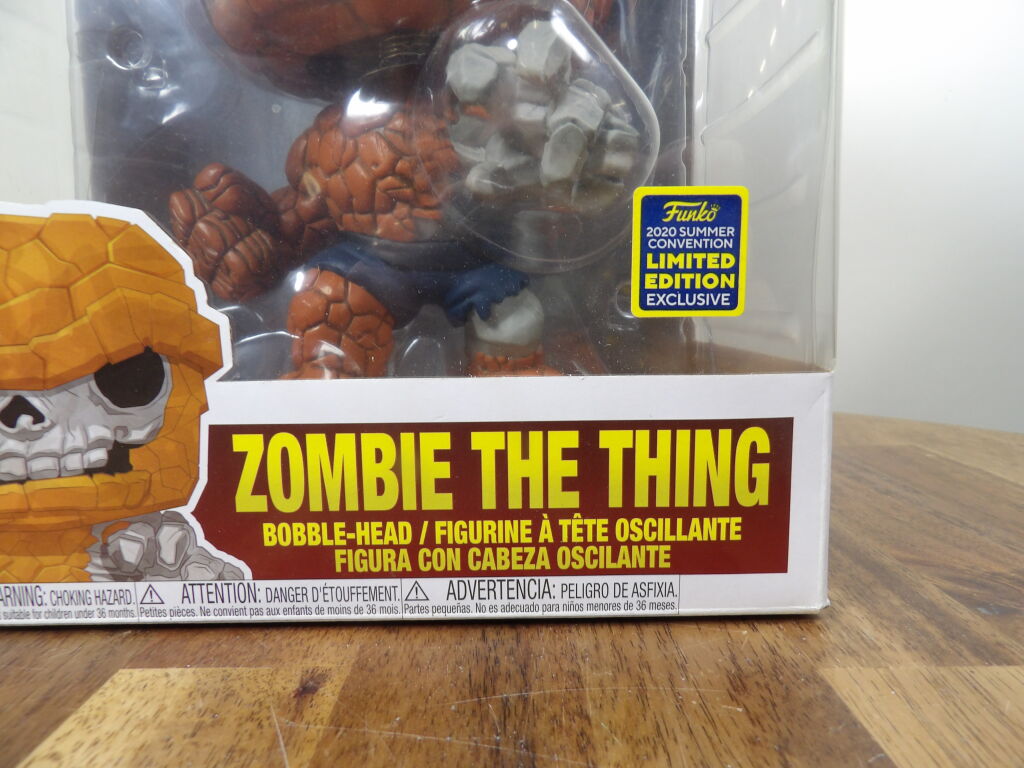 Funko
2020 SUMMER
CONVENTION
LIMITED
EDITION
EXCLUSIVE
ZOMBIE THE THING
BOBBLE-HEAD / FIGURINE À TÊTE OSCILLANTE
FIGURA CON CABEZA OSCILANTE
ARNING: CHOKING HAZARD.
suitable for children under 36 months.
ATTENTION: DANGER D'ÉTOUFFEMENT.
Petites pièces. Ne convient pas aux enfants de moins de 36 mois.
ADVERTENCIA: PELIGRO DE ASFIXIA.
Partes pequeñas. No es adecuado para niños menores de 36 meses.